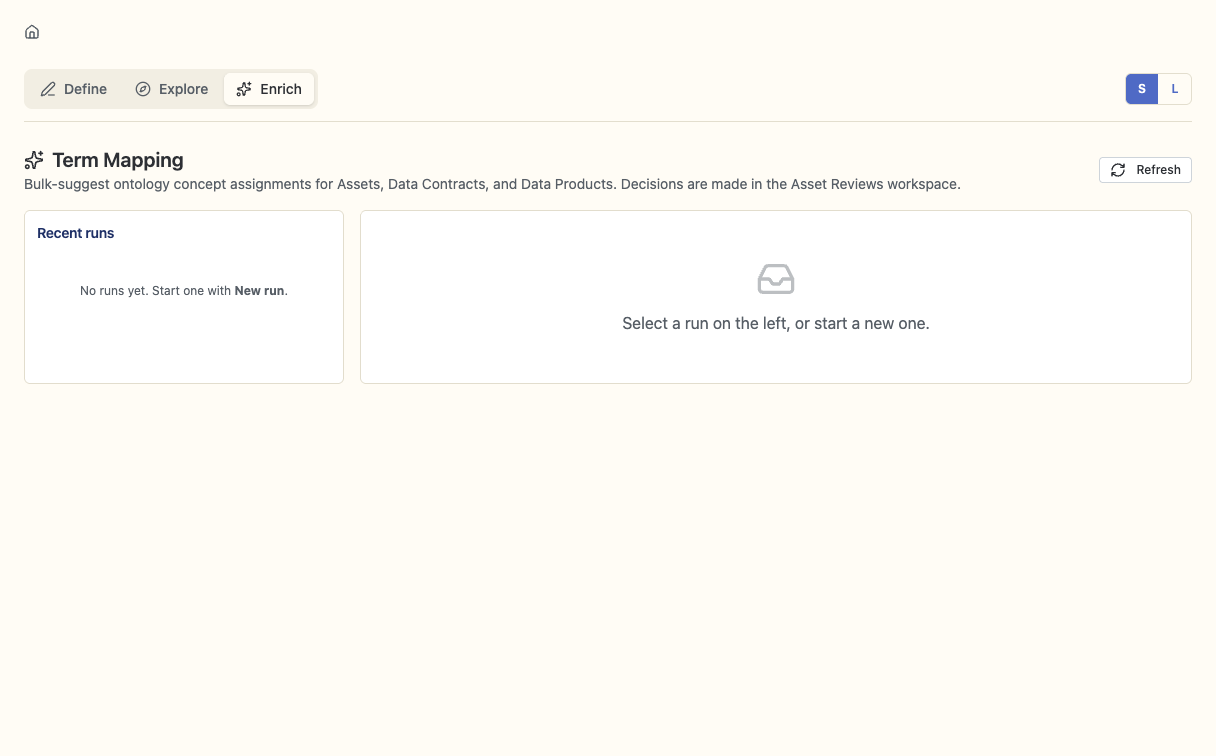 Define
Explore
Enrich
S
L
Term Mapping
Bulk-suggest ontology concept assignments for Assets, Data Contracts, and Data Products. Decisions are made in the Asset Reviews workspace.
Refresh
Recent runs
No runs yet. Start one with New run.
Select a run on the left, or start a new one.